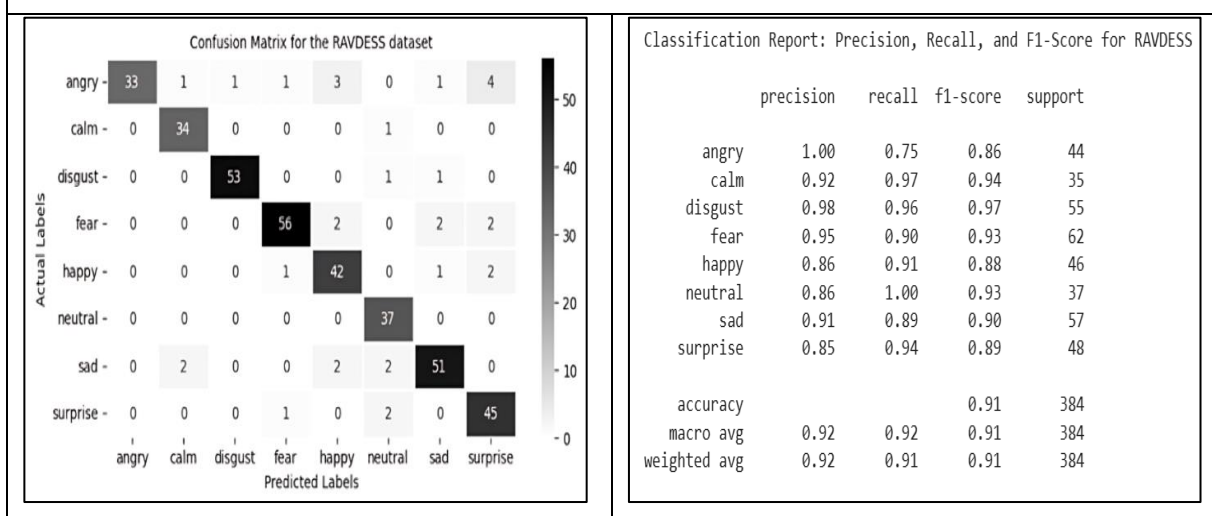 Confusion Matrix for the RAVDESS dataset
angry 33 1 1 1 3 0 1 4
calm 0 34 0 0 0 1 0 0
disgust 0 0 53 0 0 1 1 0
fear 0 0 0 56 2 0 2 2
happy 0 0 0 1 42 0 1 2
neutral 0 0 0 0 0 37 0 0
sad 0 2 0 0 2 2 51 0
surprise 0 0 0 1 0 2 0 45
angry calm disgust fear happy neutral sad surprise
Predicted Labels
Actual Labels
50
40
30
20
10
0
Classification Report: Precision, Recall, and F1-Score for RAVDESS
precision recall f1-score support
angry 1.00 0.75 0.86 44
calm 0.92 0.97 0.94 35
disgust 0.98 0.96 0.97 55
fear 0.95 0.90 0.93 62
happy 0.86 0.91 0.88 46
neutral 0.86 1.00 0.93 37
sad 0.91 0.89 0.90 57
surprise 0.85 0.94 0.89 48
accuracy 0.91 384
macro avg 0.92 0.92 0.91 384
weighted avg 0.92 0.91 0.91 384